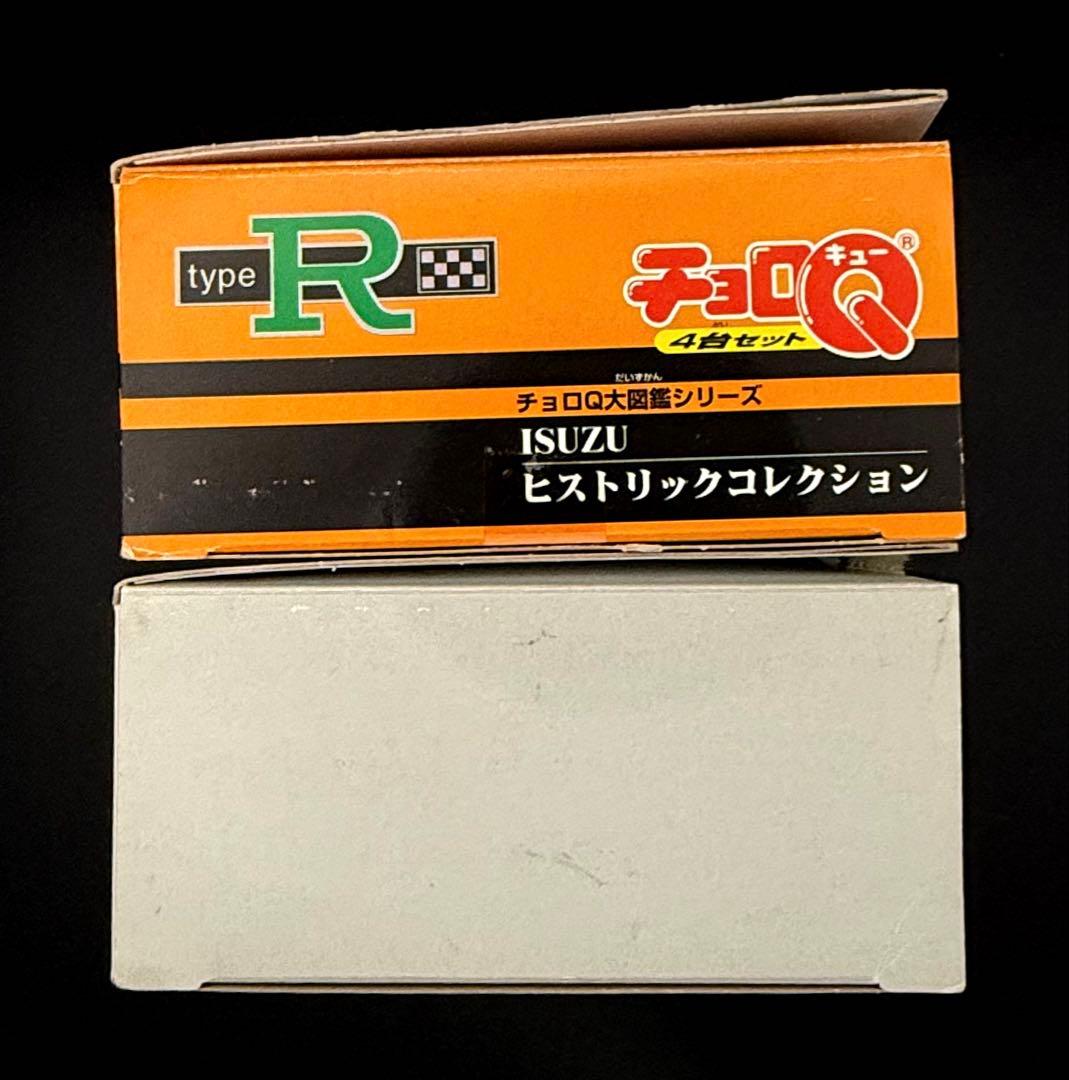 type R
チョロQ®
キュー
4台セット
だい
だいずかん
チョロQ大図鑑シリーズ
ISUZU
ヒストリックコレクション